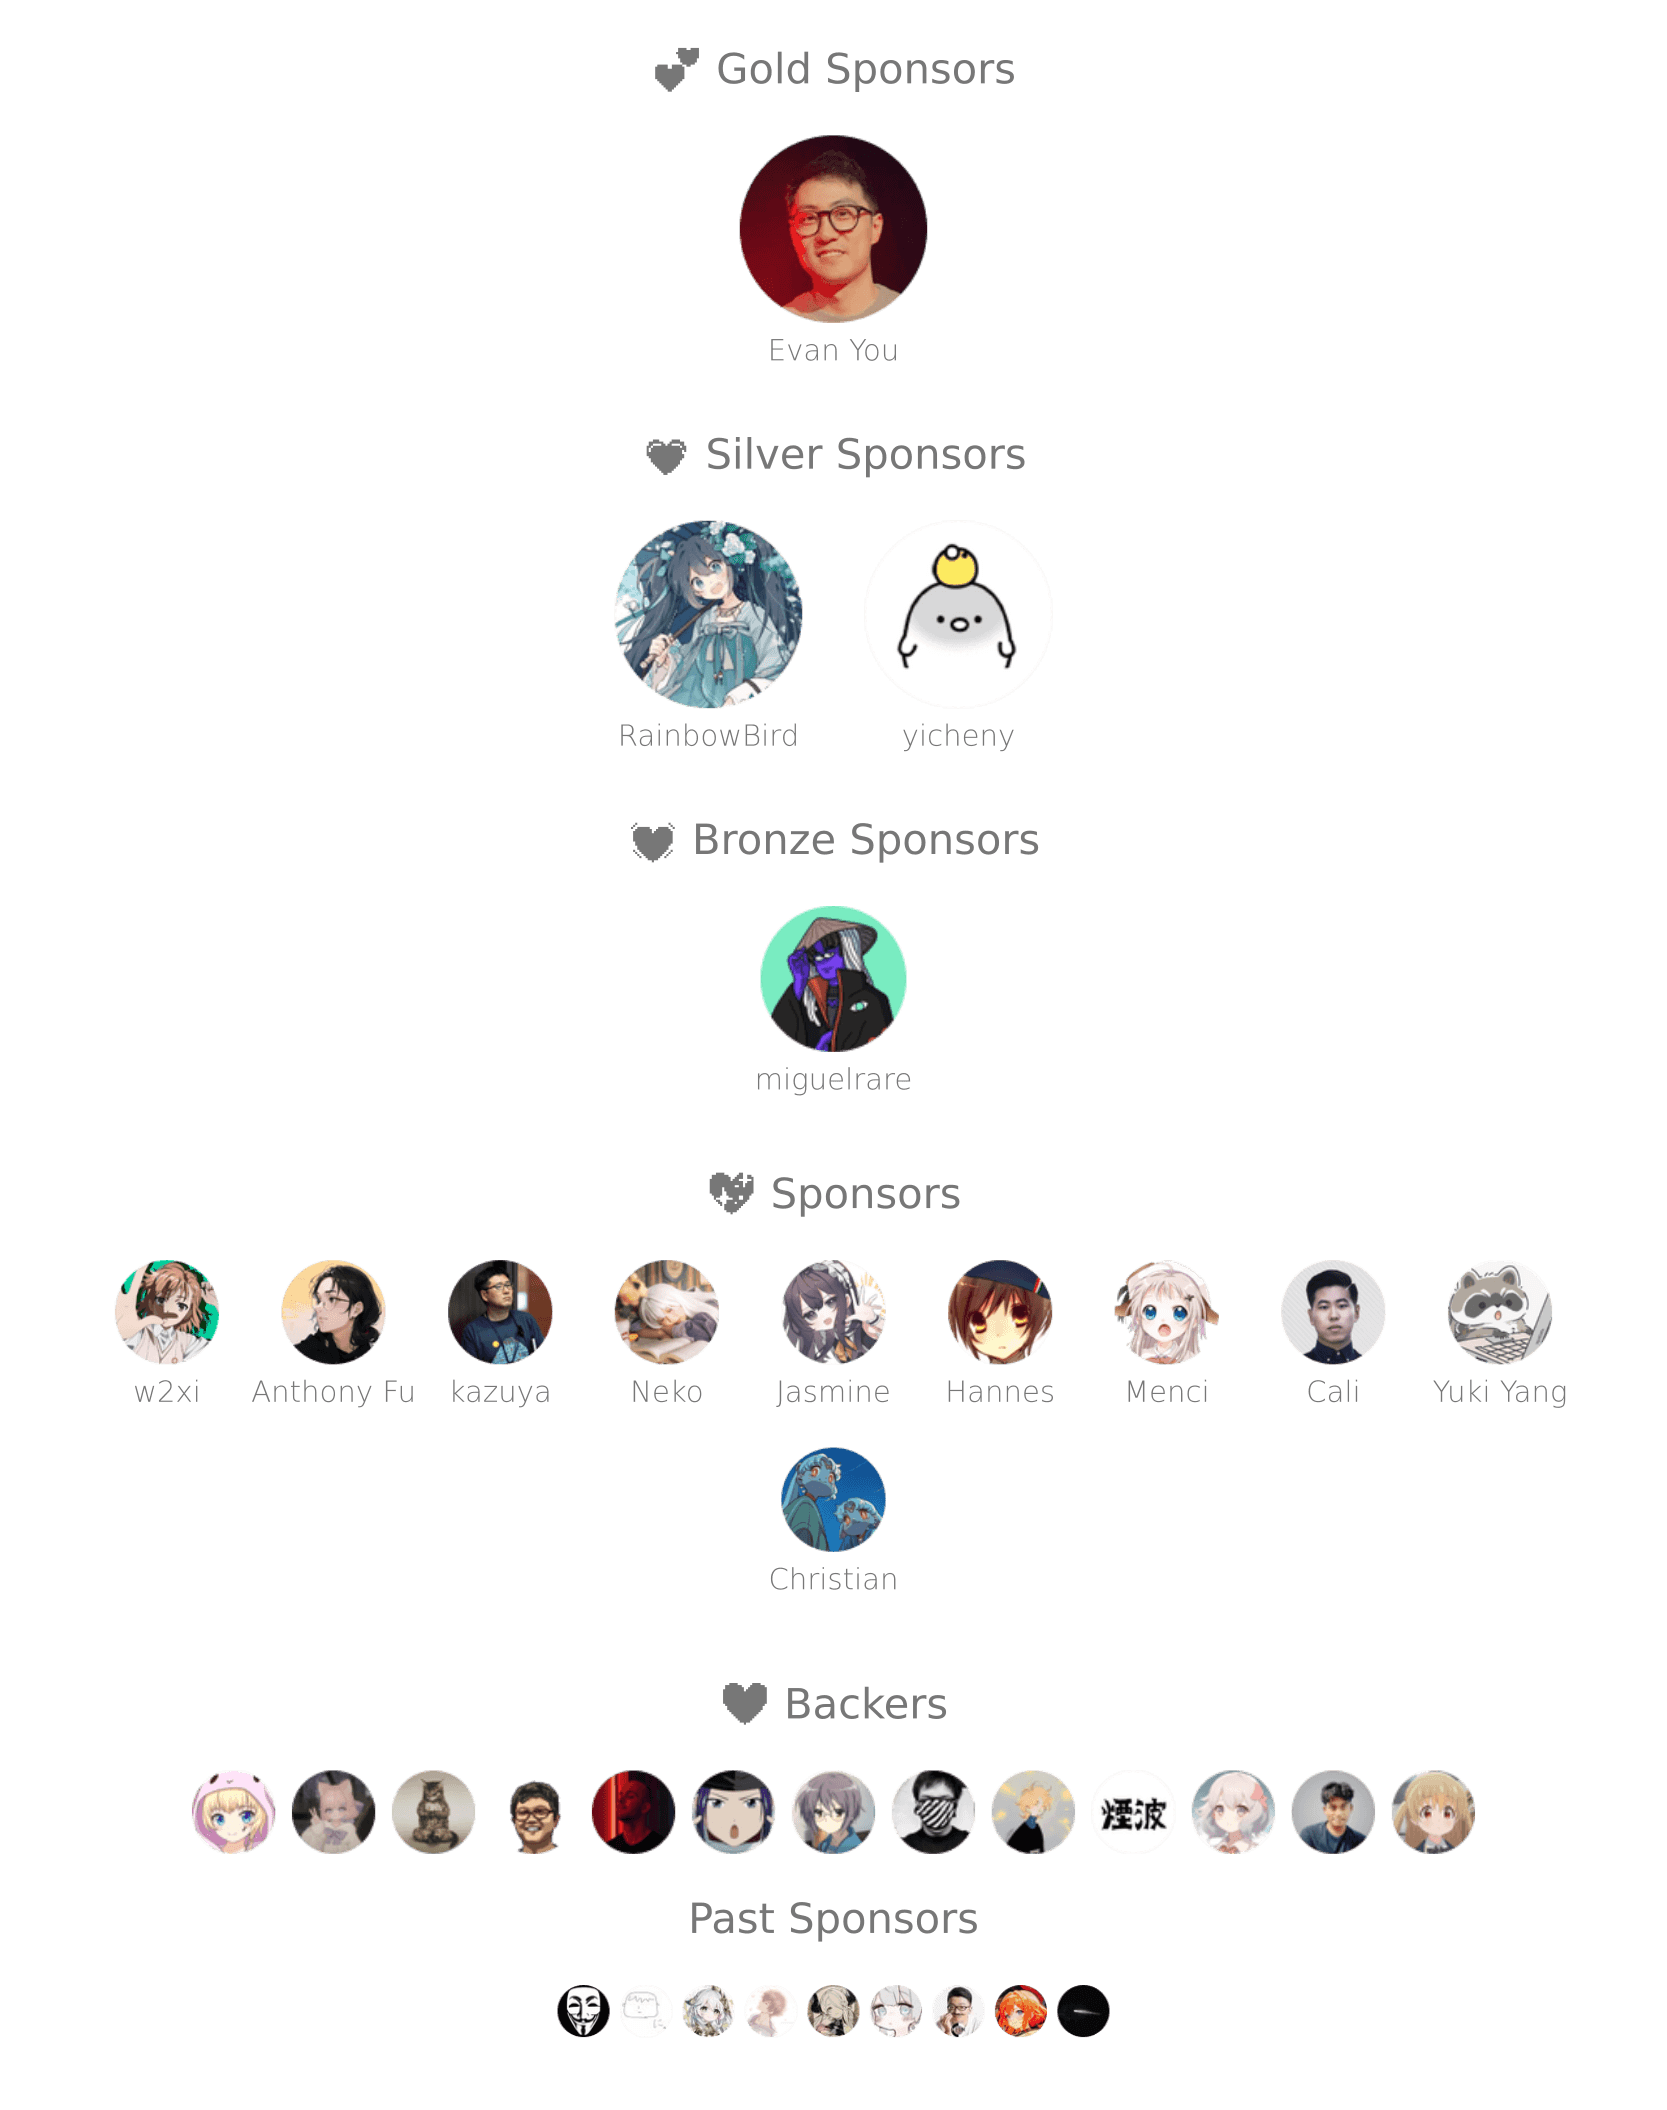 Gold Sponsors
Evan You
Silver Sponsors
RainbowBird yicheny
Bronze Sponsors
miguelrare
Sponsors
w2xi Anthony Fu kazuya Neko Jasmine Hannes Menci Cali Yuki Yang
Christian
Backers
煙波
Past Sponsors